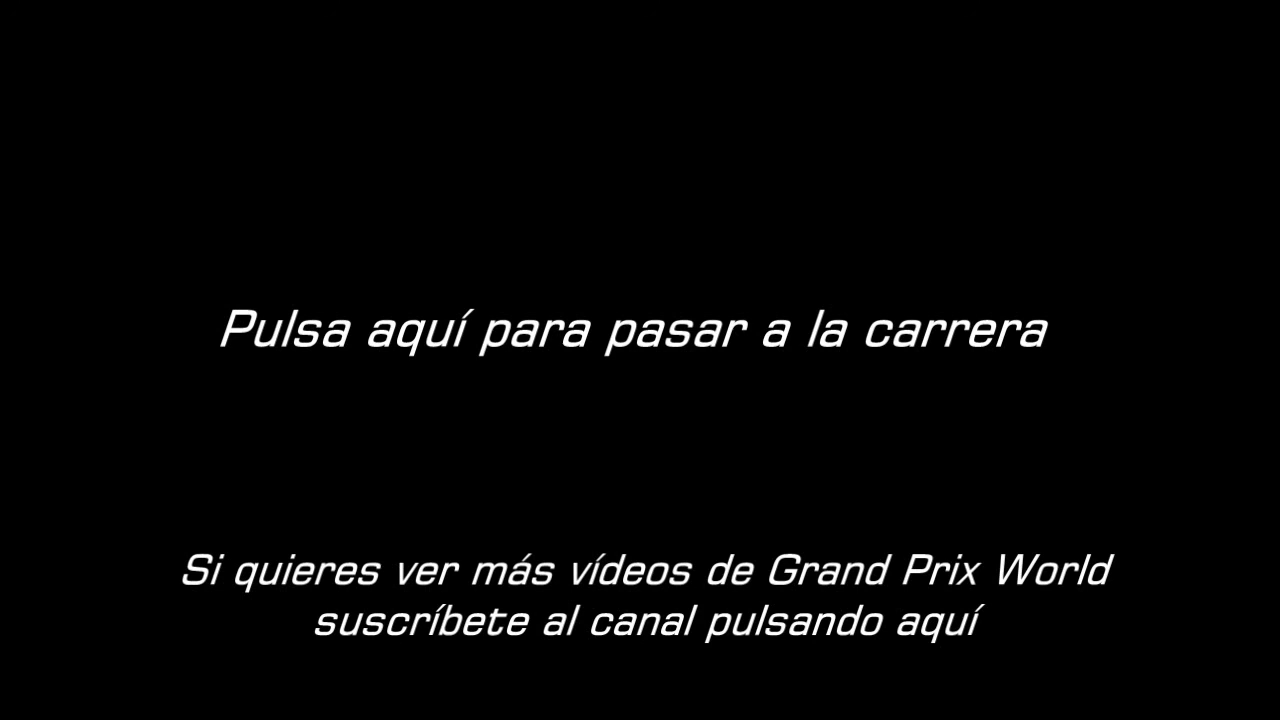 Pulsa aquí para pasar a la carrera
Si quieres ver más vídeos de Grand Prix World
suscríbete al canal pulsando aquí